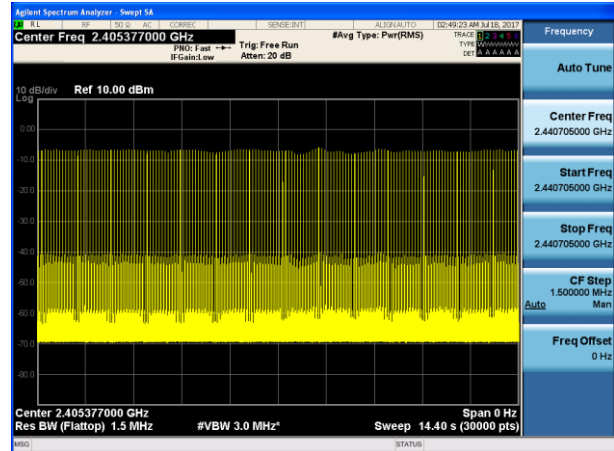 Agilent Spectrum Analyzer - Swept SA
RL RF 50 Ω AC CORREC SENSE:INT ALIGNAUTO 02:49:23 AM Jul 18, 2017
Center Freq 2.405377000 GHz
PNO: Fast
IFGain:Low
Trig: Free Run
Atten: 20 dB
#Avg Type: Pwr(RMS)
TRACE 1 2 3 4 5 6
TYPE WWWWWW
DET A A A A A A
Frequency
Auto Tune
10 dB/div Ref 10.00 dBm
Log
0.00
-10.0
-20.0
-30.0
-40.0
-50.0
-60.0
-70.0
-80.0
Center Freq
2.440705000 GHz
Start Freq
2.440705000 GHz
Stop Freq
2.440705000 GHz
CF Step
1.500000 MHz
Auto Man
Freq Offset
0 Hz
Center 2.405377000 GHz Span 0 Hz
Res BW (Flattop) 1.5 MHz #VBW 3.0 MHz* Sweep 14.40 s (30000 pts)
MSG STATUS